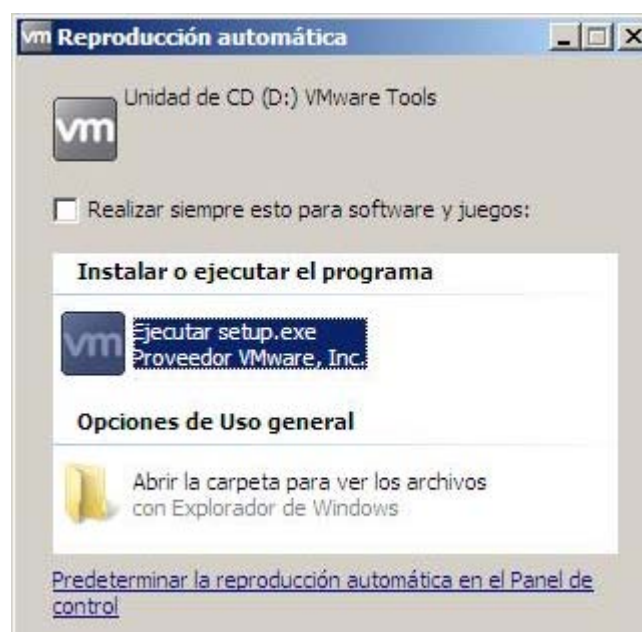 vm Reproducción automática
vm
Unidad de CD (D:) VMware Tools
Realizar siempre esto para software y juegos:
Instalar o ejecutar el programa
vm
Ejecutar setup.exe
Proveedor VMware, Inc.
Opciones de Uso general
Abrir la carpeta para ver los archivos
con Explorador de Windows
Predeterminar la reproducción automática en el Panel de
control